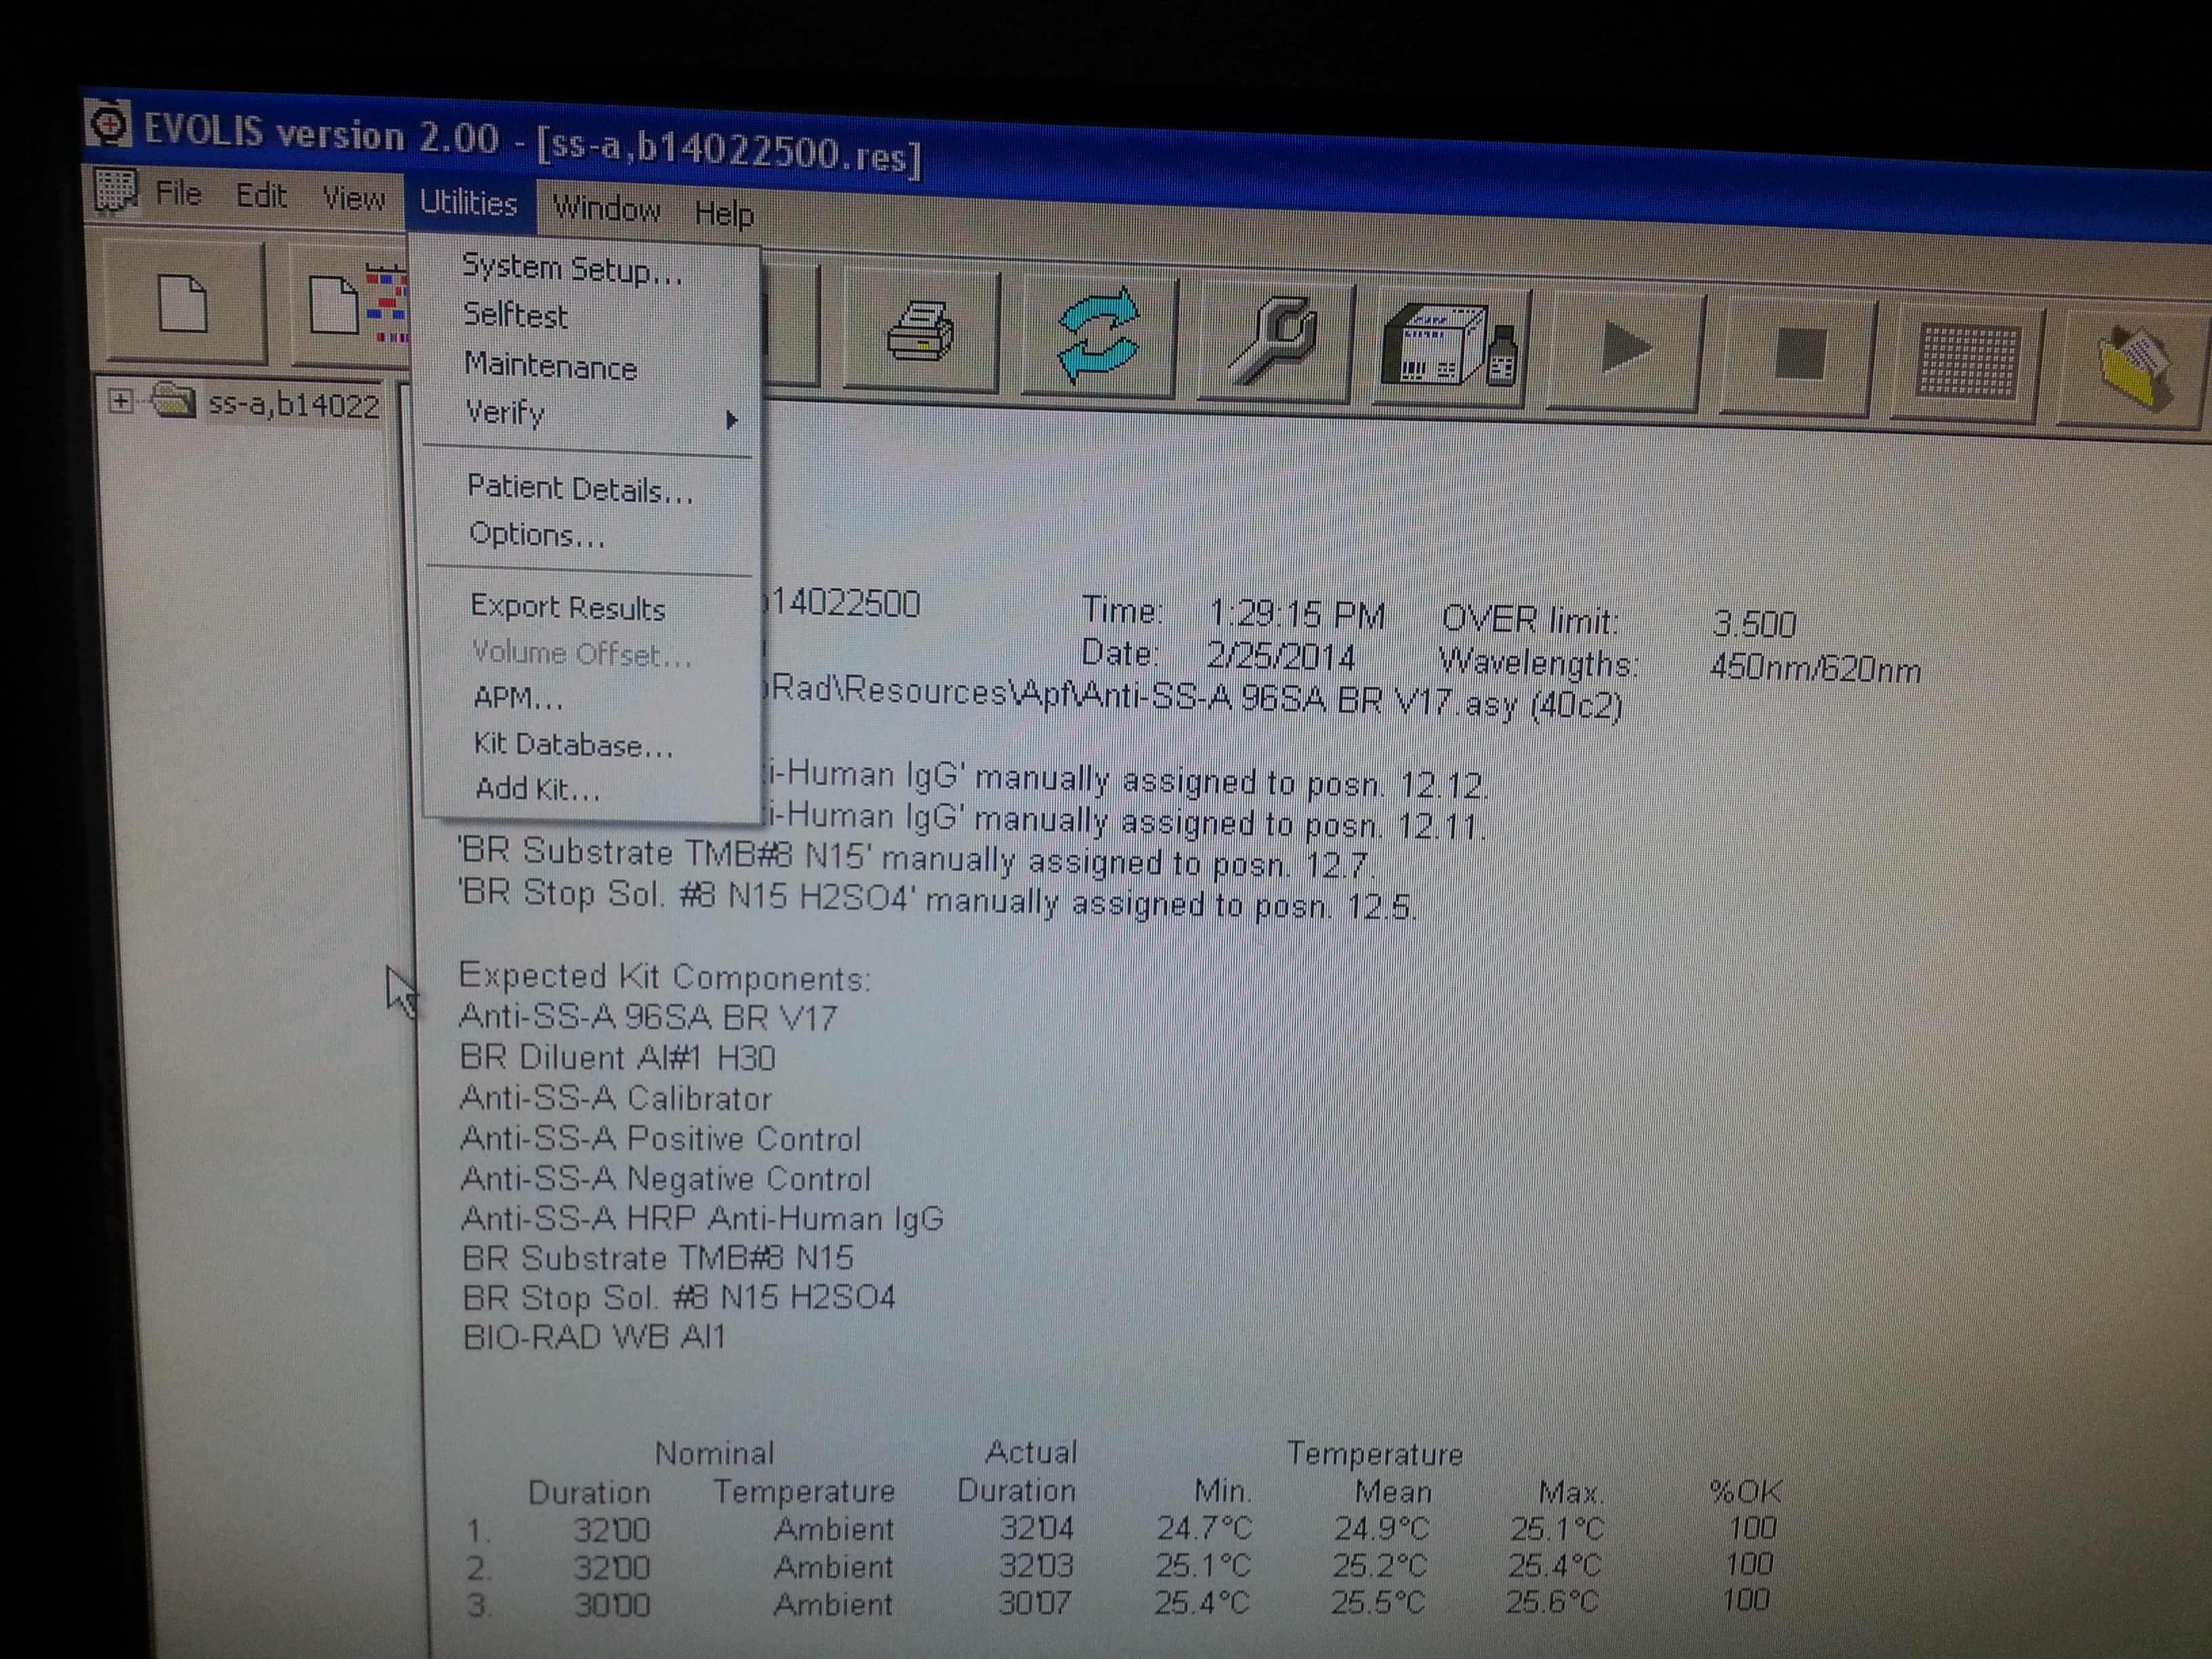 EVOLIS version 2.00 - [ss-a,b14022500.res]
File Edit View Utilities Window Help
System Setup...
Selftest
Maintenance
Verify
Patient Details...
Options...
Export Results
Volume Offset...
APM...
Kit Database...
Add Kit...
ss-a,b14022
14022500 Time: 1:29:15 PM OVER limit: 3.500
Date: 2/25/2014 Wavelengths: 450nm/620nm
Rad\Resources\Apf\Anti-SS-A 96SA BR V17.asy (40c2)
i-Human IgG' manually assigned to posn. 12.12.
i-Human IgG' manually assigned to posn. 12.11.
'BR Substrate TMB#8 N15' manually assigned to posn. 12.7.
'BR Stop Sol. #8 N15 H2SO4' manually assigned to posn. 12.5.
Expected Kit Components:
Anti-SS-A 96SA BR V17
BR Diluent AI#1 H30
Anti-SS-A Calibrator
Anti-SS-A Positive Control
Anti-SS-A Negative Control
Anti-SS-A HRP Anti-Human IgG
BR Substrate TMB#8 N15
BR Stop Sol. #8 N15 H2SO4
BIO-RAD WB AI1
Nominal Actual Temperature
Duration Temperature Duration Min. Mean Max. %OK
1. 32'00 Ambient 32'04 24.7°C 24.9°C 25.1°C 100
2. 32'00 Ambient 32'03 25.1°C 25.2°C 25.4°C 100
3. 30'00 Ambient 30'07 25.4°C 25.5°C 25.6°C 100